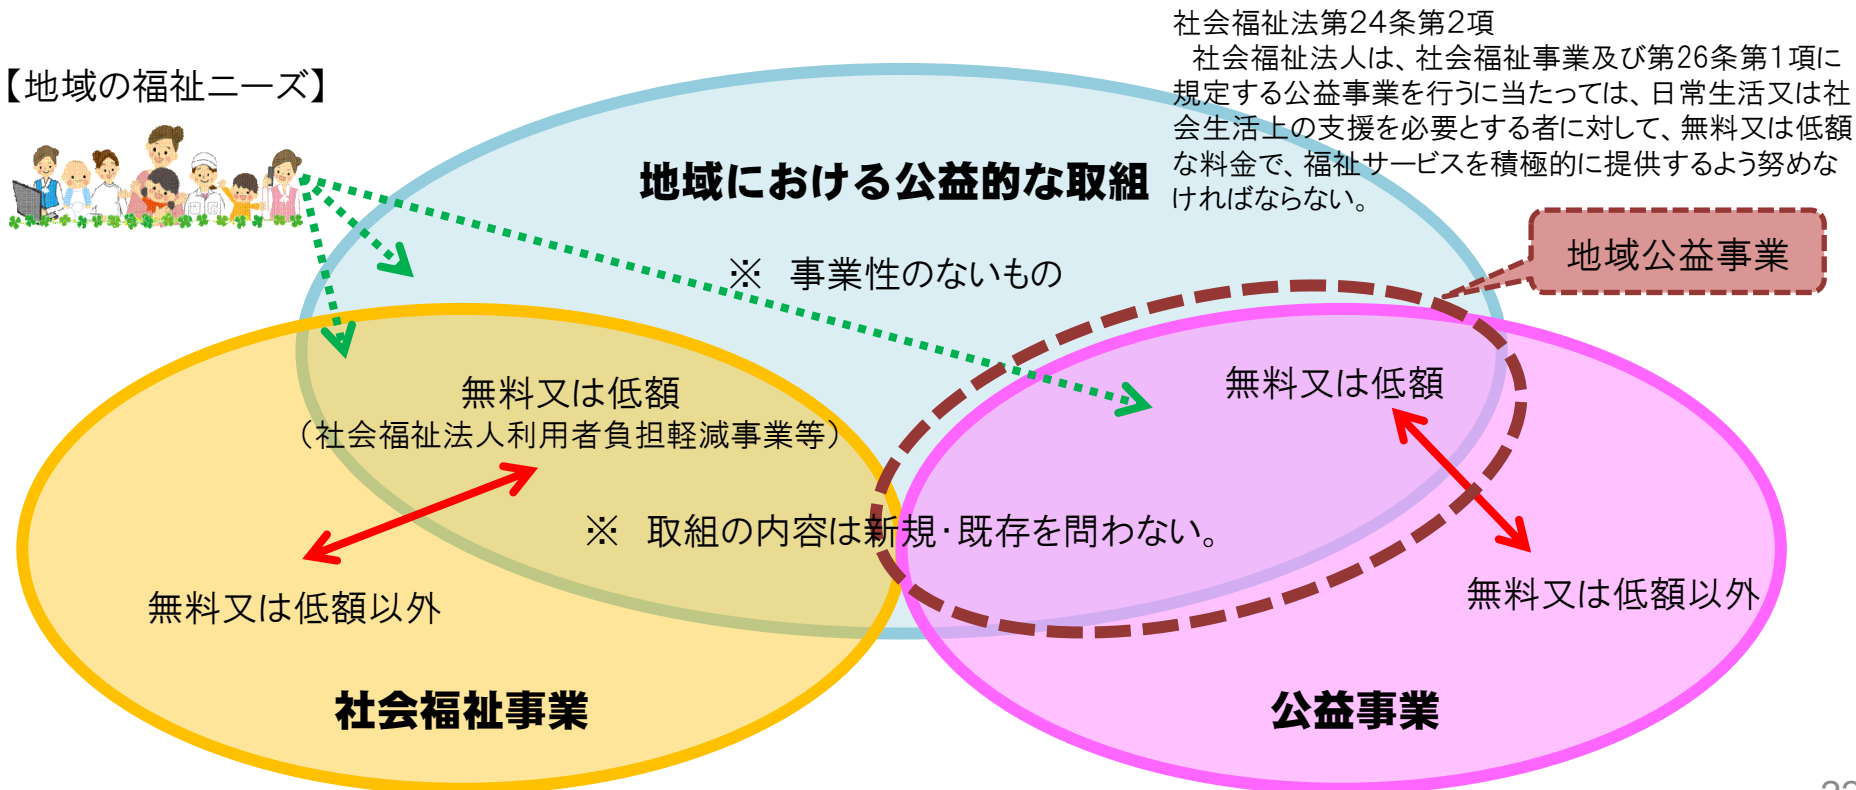 社会福祉法第24条第2項
社会福祉法人は、社会福祉事業及び第26条第1項に
規定する公益事業を行うに当たっては、日常生活又は社
会生活上の支援を必要とする者に対して、無料又は低額
な料金で、福祉サービスを積極的に提供するよう努めな
ければならない。
【地域の福祉ニーズ】
地域における公益的な取組
地域公益事業
※ 事業性のないもの
無料又は低額
(社会福祉法人利用者負担軽減事業等)
無料又は低額
※ 取組の内容は新規・既存を問わない。
無料又は低額以外
無料又は低額以外
社会福祉事業
公益事業